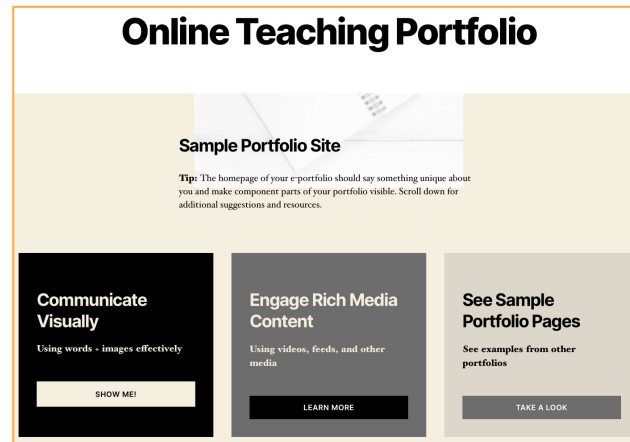 Online Teaching Portfolio
Sample Portfolio Site
Tip: The homepage of your e-portfolio should say something unique about
you and make component parts of your portfolio visible. Scroll down for
additional suggestions and resources.
Communicate
Visually
Using words + images effectively
SHOW ME!
Engage Rich Media
Content
Using videos, feeds, and other
media
LEARN MORE
See Sample
Portfolio Pages
See examples from other
portfolios
TAKE A LOOK